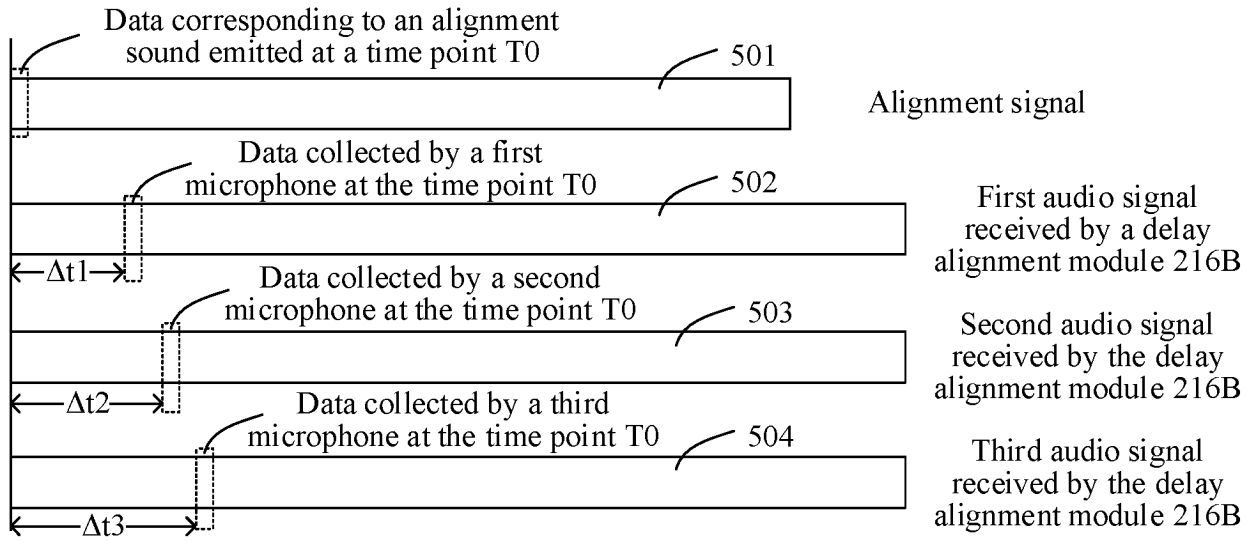 Data corresponding to an alignment
sound emitted at a time point T0
501
Alignment signal
Data collected by a first
microphone at the time point T0
502
First audio signal
received by a delay
alignment module 216B
Δt1
Data collected by a second
microphone at the time point T0
503
Second audio signal
received by the delay
alignment module 216B
Δt2
Data collected by a third
microphone at the time point T0
504
Third audio signal
received by the delay
alignment module 216B
Δt3